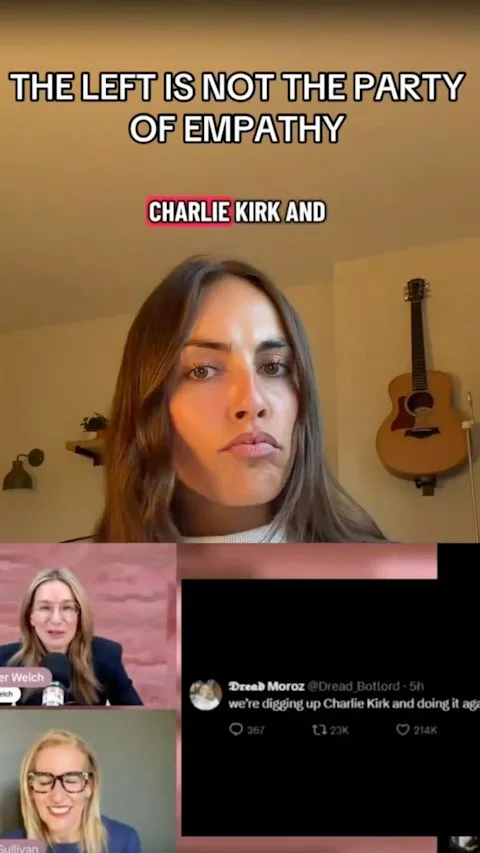 THE LEFT IS NOT THE PARTY
OF EMPATHY
CHARLIE KIRK AND
er Welch
elch
Sullivan
Dread Moroz @Dread_Botlord · 5h
we're digging up Charlie Kirk and doing it aga
367 23K 214K